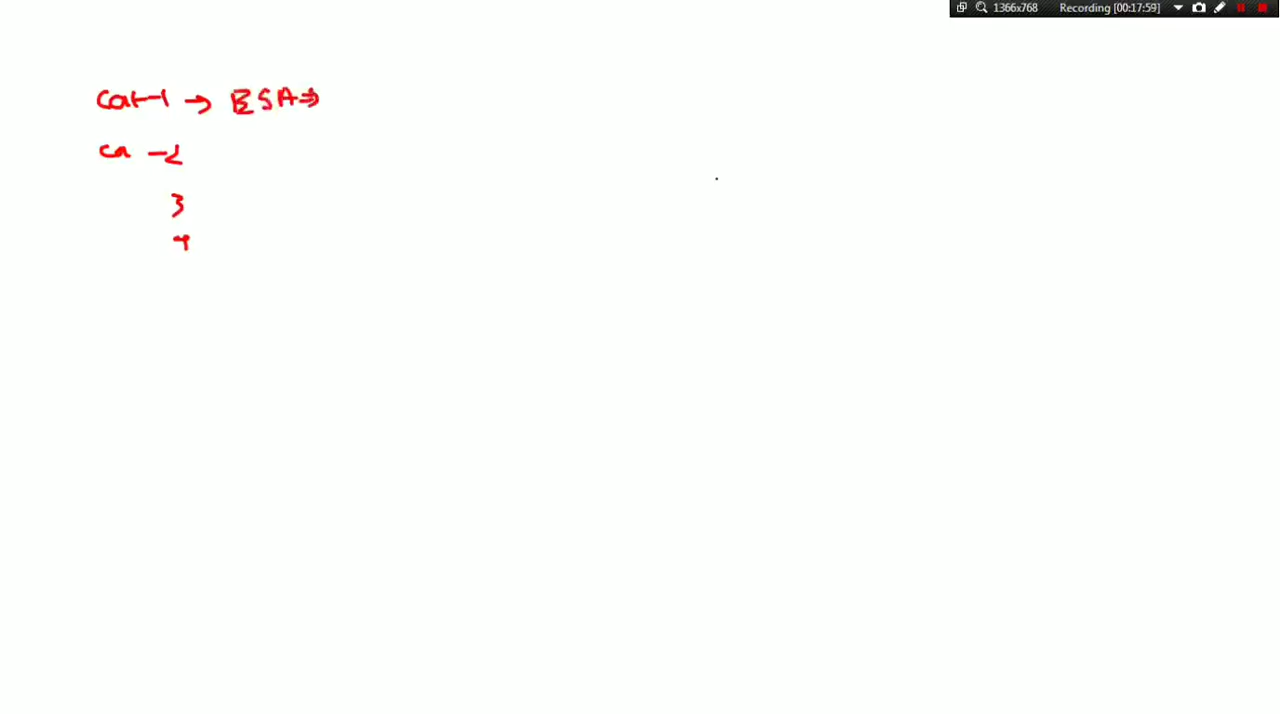 1366x768 Recording [00:17:59]
Cat-1 → BSA ⇒
Ca -2
3
4